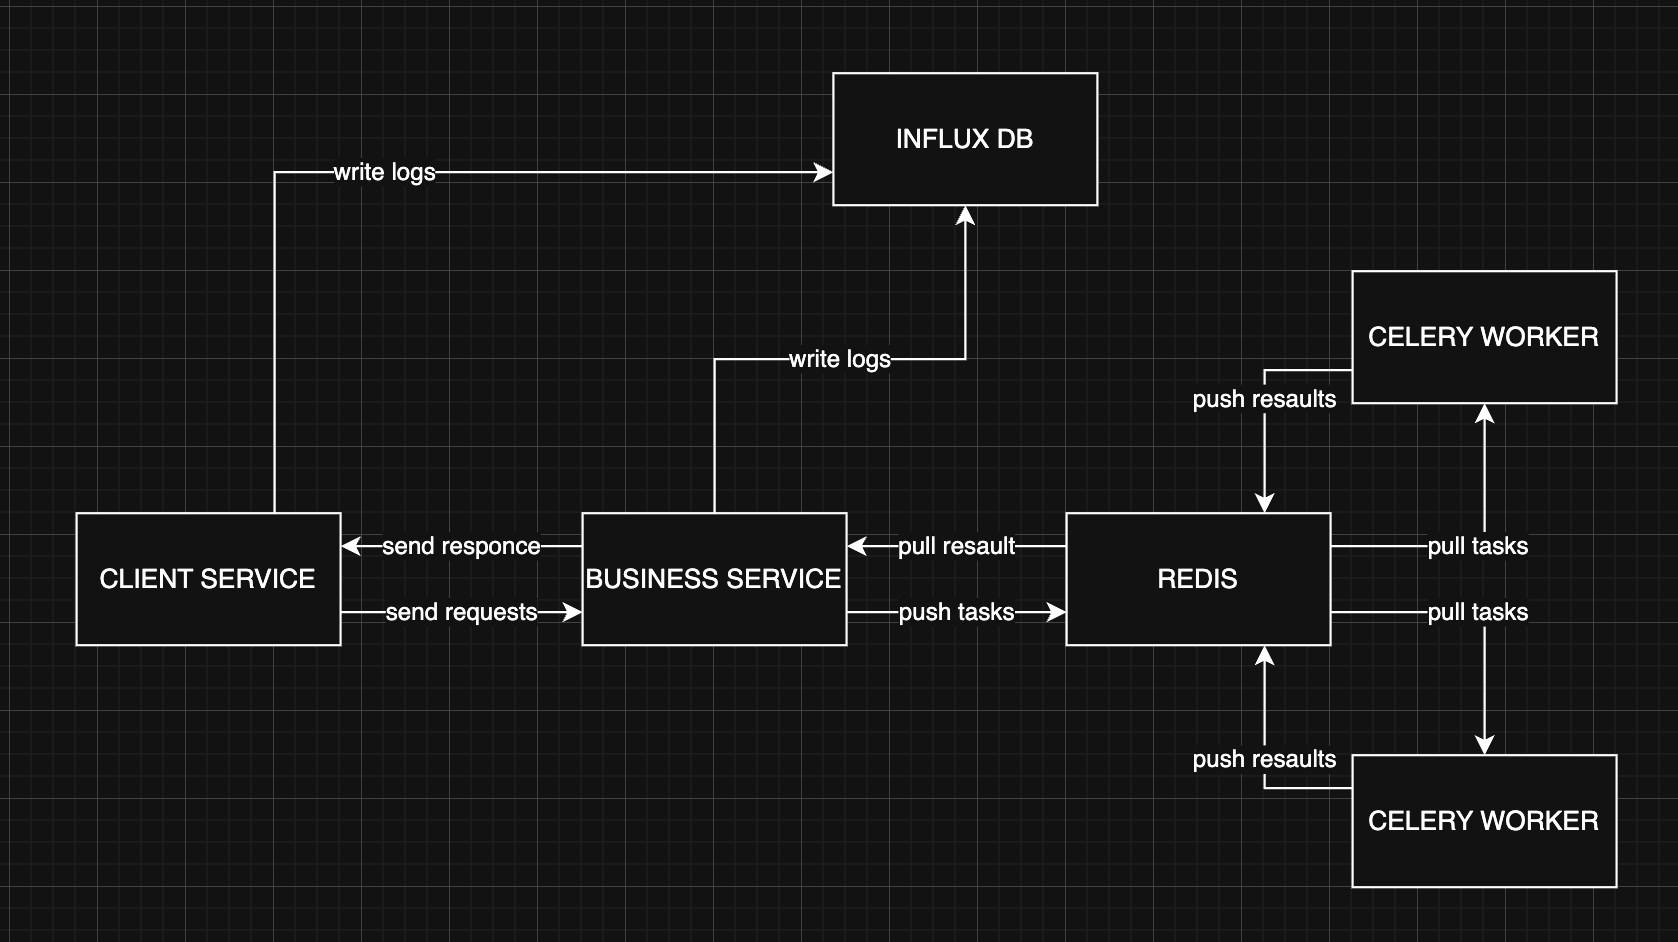 INFLUX DB
write logs
CELERY WORKER
write logs
push resaults
send responce
pull resault
pull tasks
CLIENT SERVICE
BUSINESS SERVICE
REDIS
send requests
push tasks
pull tasks
push resaults
CELERY WORKER